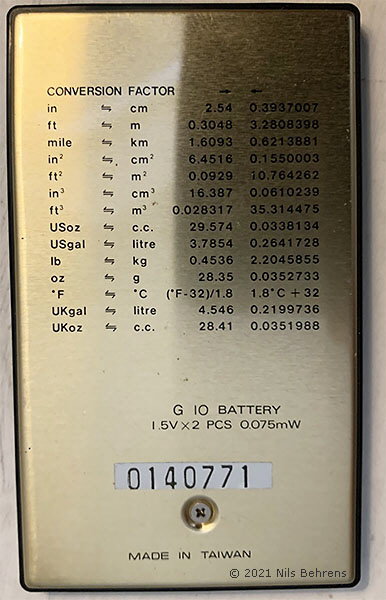 CONVERSION FACTOR → ←
in ⇋ cm 2.54 0.3937007
ft ⇋ m 0.3048 3.2808398
mile ⇋ km 1.6093 0.6213881
in² ⇋ cm² 6.4516 0.1550003
ft² ⇋ m² 0.0929 10.764262
in³ ⇋ cm³ 16.387 0.0610239
ft³ ⇋ m³ 0.028317 35.314475
USoz ⇋ c.c. 29.574 0.0338134
USgal ⇋ litre 3.7854 0.2641728
lb ⇋ kg 0.4536 2.2045855
oz ⇋ g 28.35 0.0352733
°F ⇋ °C (°F-32)/1.8 1.8°C + 32
UKgal ⇋ litre 4.546 0.2199736
UKoz ⇋ c.c. 28.41 0.0351988
G 10 BATTERY
1.5V × 2 PCS 0.075mW
0140771
MADE IN TAIWAN
© 2021 Nils Behrens